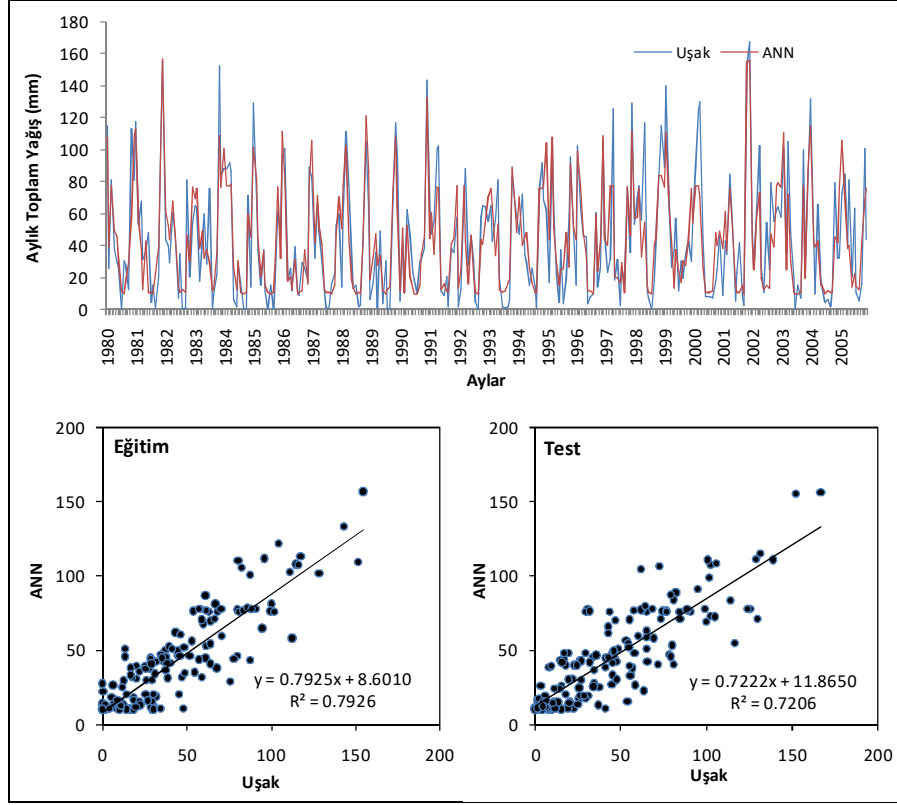 Aylık Toplam Yağış (mm)
180
160
140
120
100
80
60
40
20
0
Uşak
ANN
1980
1981
1982
1983
1984
1985
1986
1987
1988
1989
1990
1991
1992
1993
1994
1995
1996
1997
1998
1999
2000
2001
2002
2003
2004
2005
Aylar
Eğitim
ANN
200
150
100
50
0
0 50 100 150 200
Uşak
y = 0.7925x + 8.6010
R² = 0.7926
Test
ANN
200
150
100
50
0
0 50 100 150 200
Uşak
y = 0.7222x + 11.8650
R² = 0.7206